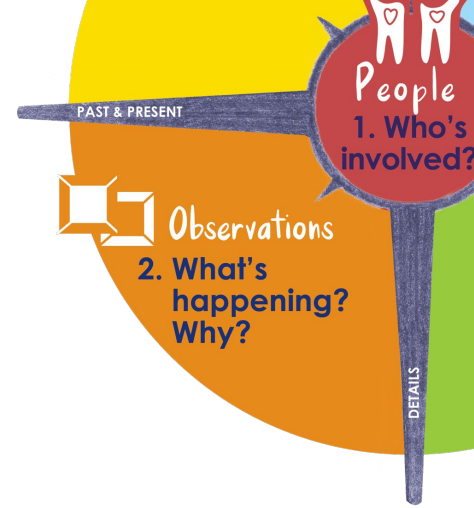 People
1. Who's
involved?
PAST & PRESENT
Observations
2. What's
happening?
Why?
DETAILS